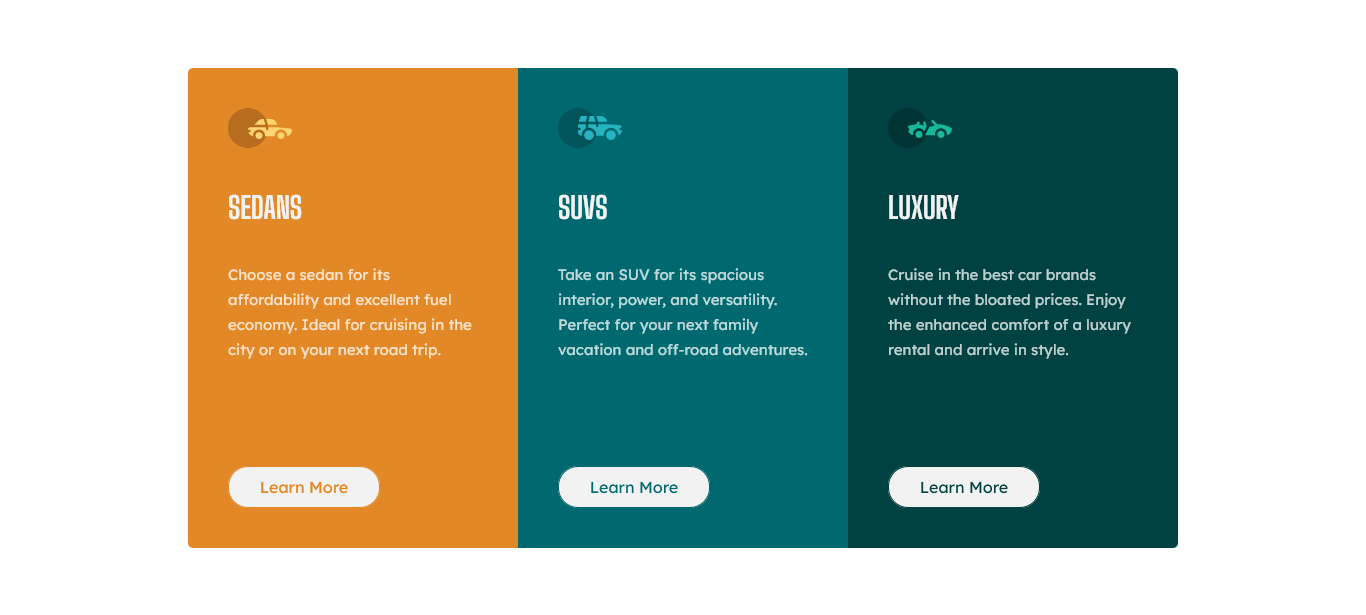 SEDANS
Choose a sedan for its
affordability and excellent fuel
economy. Ideal for cruising in the
city or on your next road trip.
Learn More
SUVS
Take an SUV for its spacious
interior, power, and versatility.
Perfect for your next family
vacation and off-road adventures.
Learn More
LUXURY
Cruise in the best car brands
without the bloated prices. Enjoy
the enhanced comfort of a luxury
rental and arrive in style.
Learn More